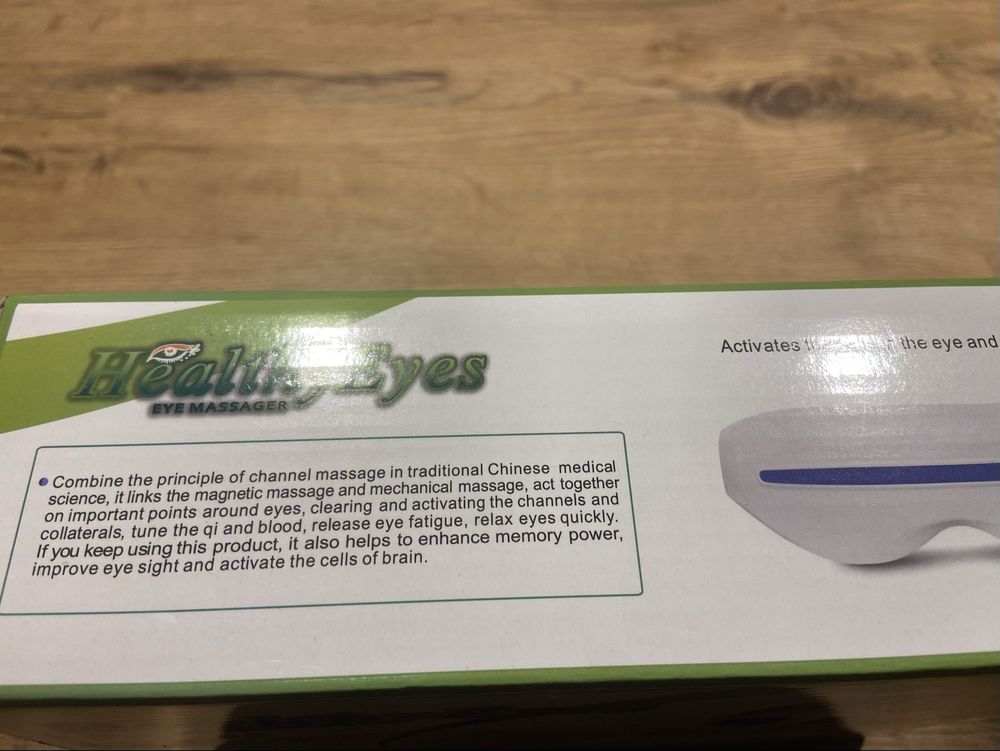 Healthy Eyes
EYE MASSAGER
Activates the eye and
• Combine the principle of channel massage in traditional Chinese medical
science, it links the magnetic massage and mechanical massage, act together
on important points around eyes, clearing and activating the channels and
collaterals, tune the qi and blood, release eye fatigue, relax eyes quickly.
If you keep using this product, it also helps to enhance memory power,
improve eye sight and activate the cells of brain.